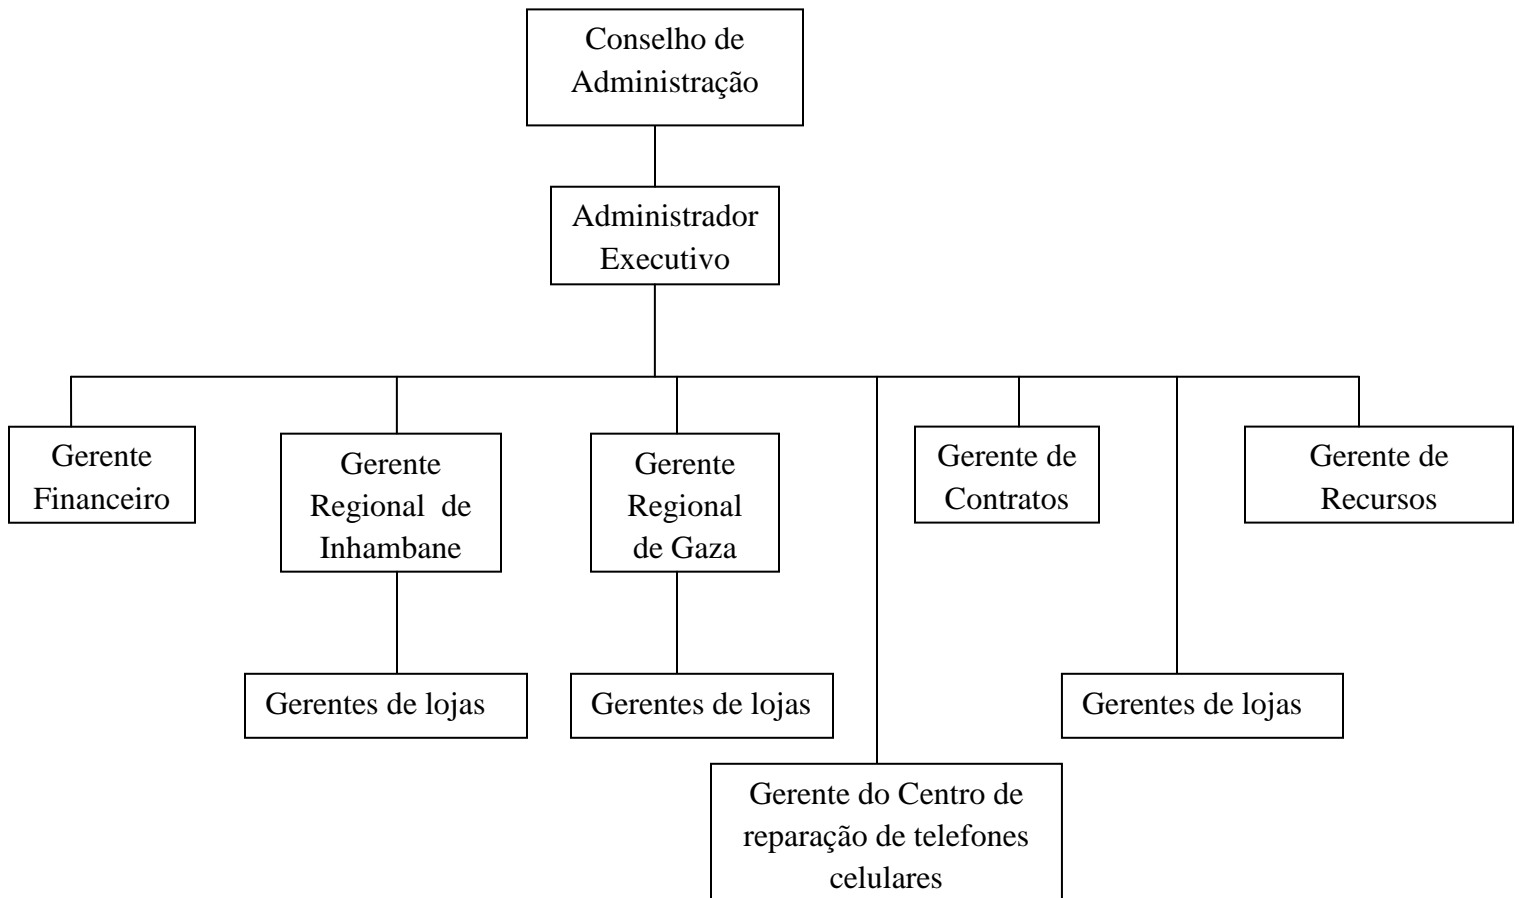 Conselho de
Administração
Administrador
Executivo
Gerente
Financeiro
Gerente
Regional de
Inhambane
Gerente
Regional
de Gaza
Gerente de
Contratos
Gerente de
Recursos
Gerentes de lojas
Gerentes de lojas
Gerentes de lojas
Gerente do Centro de
reparação de telefones
celulares